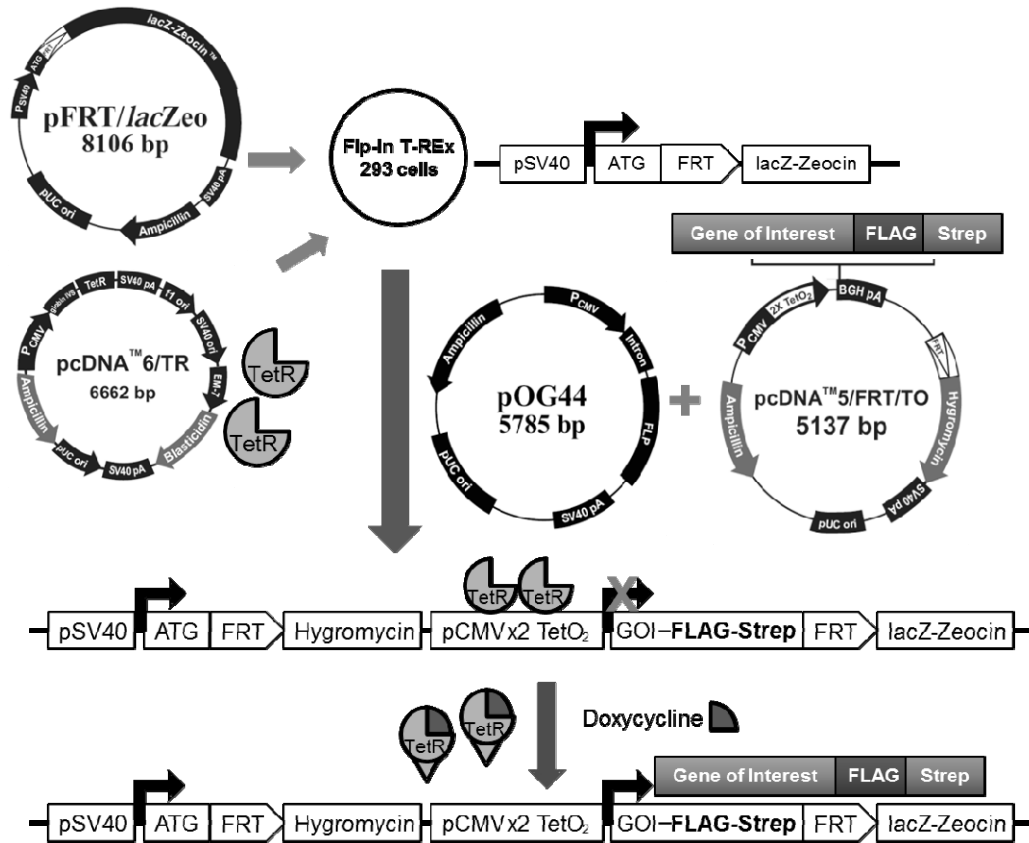 lacZ-Zeocin™
FRT
ATG
PSV40
pFRT/lacZeo
8106 bp
SV40 pA
Ampicillin
pUC ori
Flp-In T-REx
293 cells
pSV40
ATG
FRT
lacZ-Zeocin
Gene of Interest
FLAG
Strep
TetR
SV40 pA
f1 ori
SV40 ori
EM-7
Blasticidin
SV40 pA
pUC ori
Ampicillin
PCMV
globin IVS
pcDNA™6/TR
6662 bp
TetR
TetR
PCMV
Intron
FLP
SV40 pA
pUC ori
Ampicillin
pOG44
5785 bp
+
PCMV
2X TetO2
BGH pA
FRT
Hygromycin
SV40 pA
pUC ori
Ampicillin
pcDNA™5/FRT/TO
5137 bp
TetR TetR
X
pSV40 ATG FRT Hygromycin pCMVx2 TetO2 GOI–FLAG-Strep FRT lacZ-Zeocin
TetR
TetR
Doxycycline
Gene of Interest FLAG Strep
pSV40 ATG FRT Hygromycin pCMVx2 TetO2 GOI–FLAG-Strep FRT lacZ-Zeocin